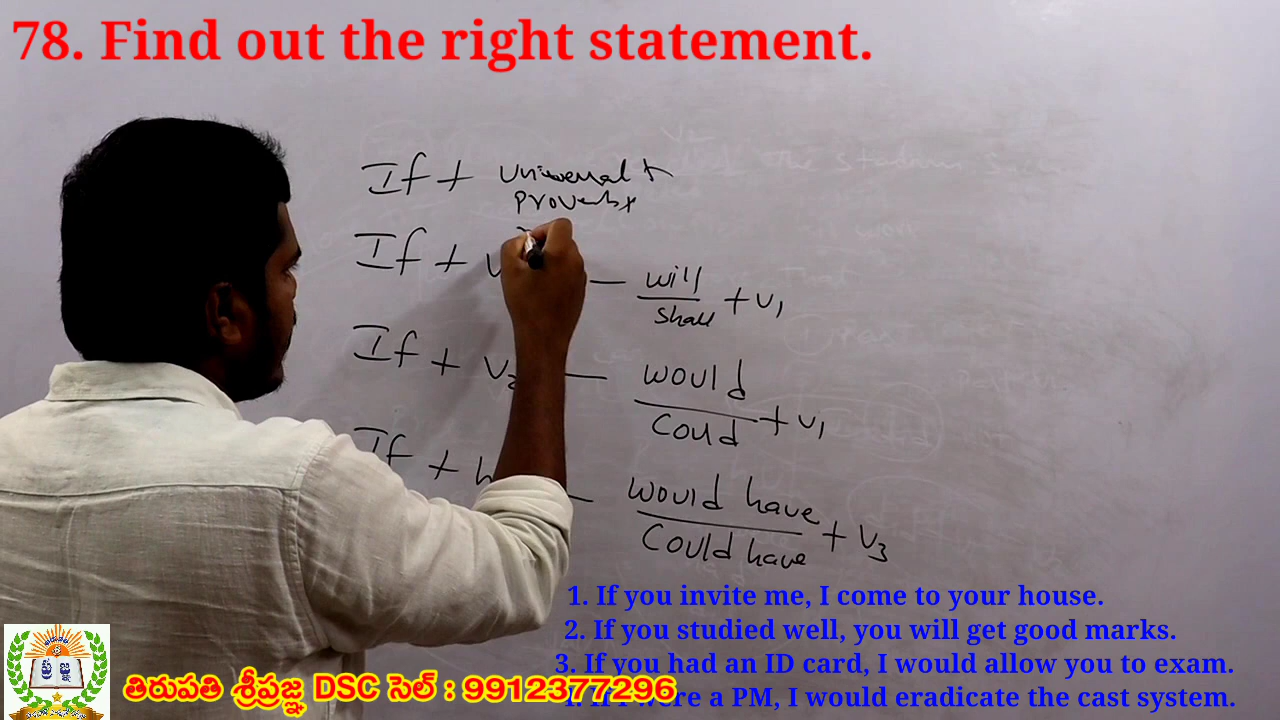 78. Find out the right statement.
If + universal +
proverb +
If + v — will
shall + v1
If + v2 — would
could + v1
If + h — would have
could have + v3
1. If you invite me, I come to your house.
2. If you studied well, you will get good marks.
3. If you had an ID card, I would allow you to exam.
4. If I were a PM, I would eradicate the cast system.
తిరుపతి శ్రీప్రజ్ఞ DSC సెల్ : 9912377296